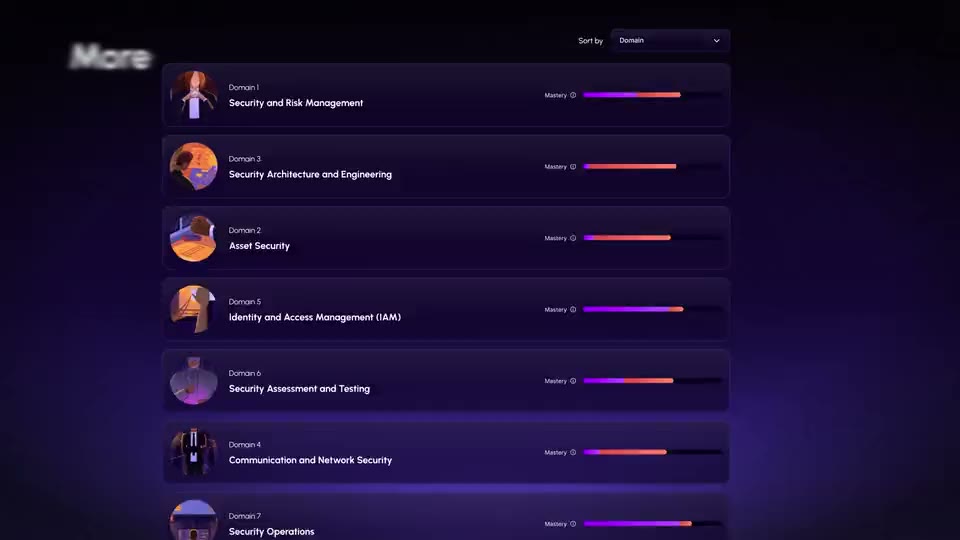 Sort by Domain
More
Domain 1
Security and Risk Management
Mastery
Domain 3
Security Architecture and Engineering
Mastery
Domain 2
Asset Security
Mastery
Domain 5
Identity and Access Management (IAM)
Mastery
Domain 6
Security Assessment and Testing
Mastery
Domain 4
Communication and Network Security
Mastery
Domain 7
Security Operations
Mastery